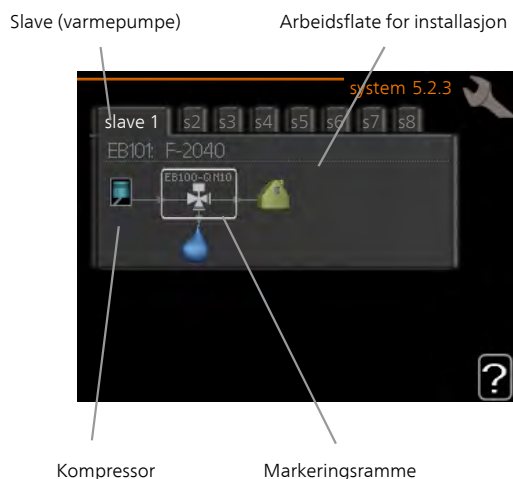 Slave (varmepumpe)
Arbeidsflate for installasjon
system 5.2.3
slave 1 s2 s3 s4 s5 s6 s7 s8
EB101: F-2040
EB100-QN10
?
Kompressor
Markeringsramme